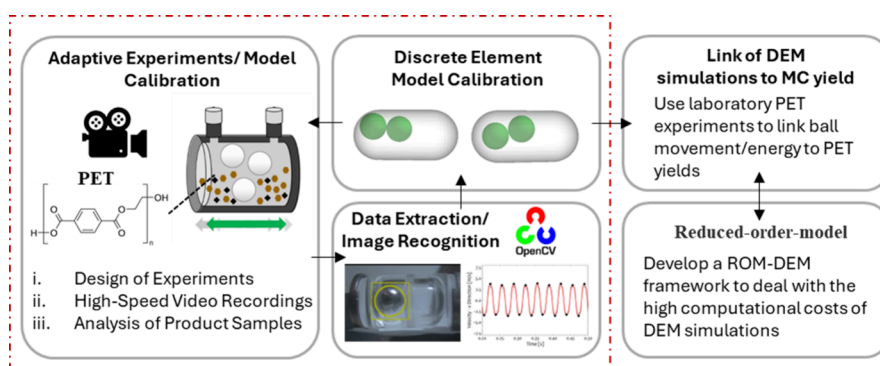 Adaptive Experiments/ Model
Calibration
PET
OH
O
O
O
O
H
n
i. Design of Experiments
ii. High-Speed Video Recordings
iii. Analysis of Product Samples
Discrete Element
Model Calibration
Data Extraction/
Image Recognition
OpenCV
Time [s]
Link of DEM
simulations to MC yield
Use laboratory PET
experiments to link ball
movement/energy to PET
yields
Reduced-order-model
Develop a ROM-DEM
framework to deal with the
high computational costs of
DEM simulations